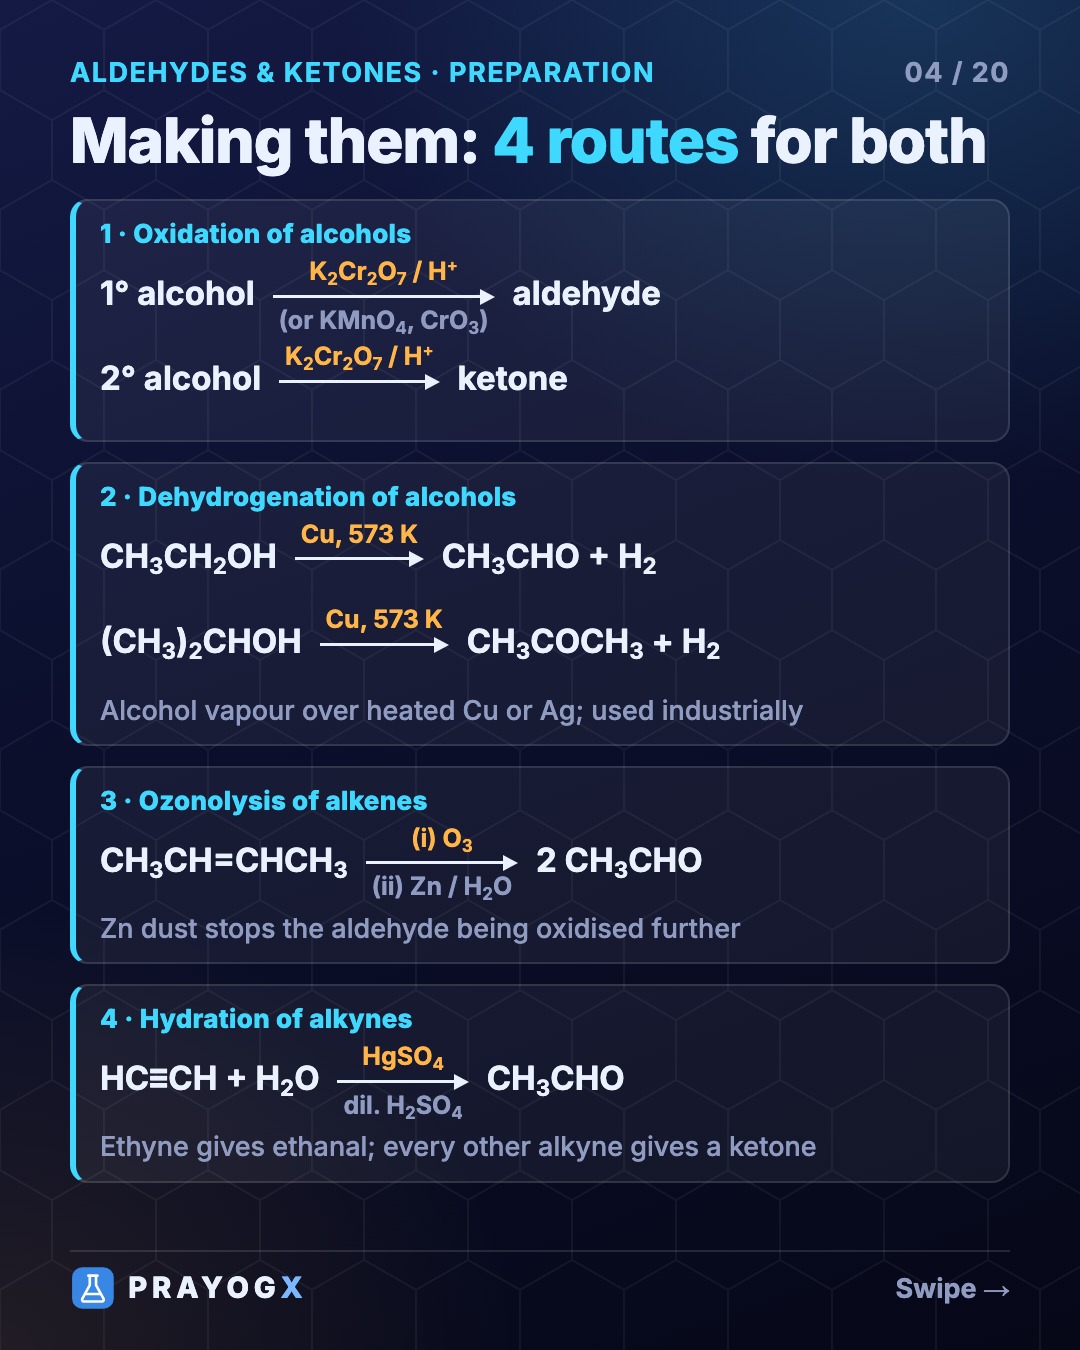 ALDEHYDES & KETONES · PREPARATION
04 / 20
Making them: 4 routes for both
1 · Oxidation of alcohols
K₂Cr₂O₇ / H⁺
1° alcohol → aldehyde
(or KMnO₄, CrO₃)
K₂Cr₂O₇ / H⁺
2° alcohol → ketone
2 · Dehydrogenation of alcohols
Cu, 573 K
CH₃CH₂OH → CH₃CHO + H₂
Cu, 573 K
(CH₃)₂CHOH → CH₃COCH₃ + H₂
Alcohol vapour over heated Cu or Ag; used industrially
3 · Ozonolysis of alkenes
(i) O₃
CH₃CH=CHCH₃ → 2 CH₃CHO
(ii) Zn / H₂O
Zn dust stops the aldehyde being oxidised further
4 · Hydration of alkynes
HgSO₄
HC≡CH + H₂O → CH₃CHO
dil. H₂SO₄
Ethyne gives ethanal; every other alkyne gives a ketone
PRAYOGX
Swipe →